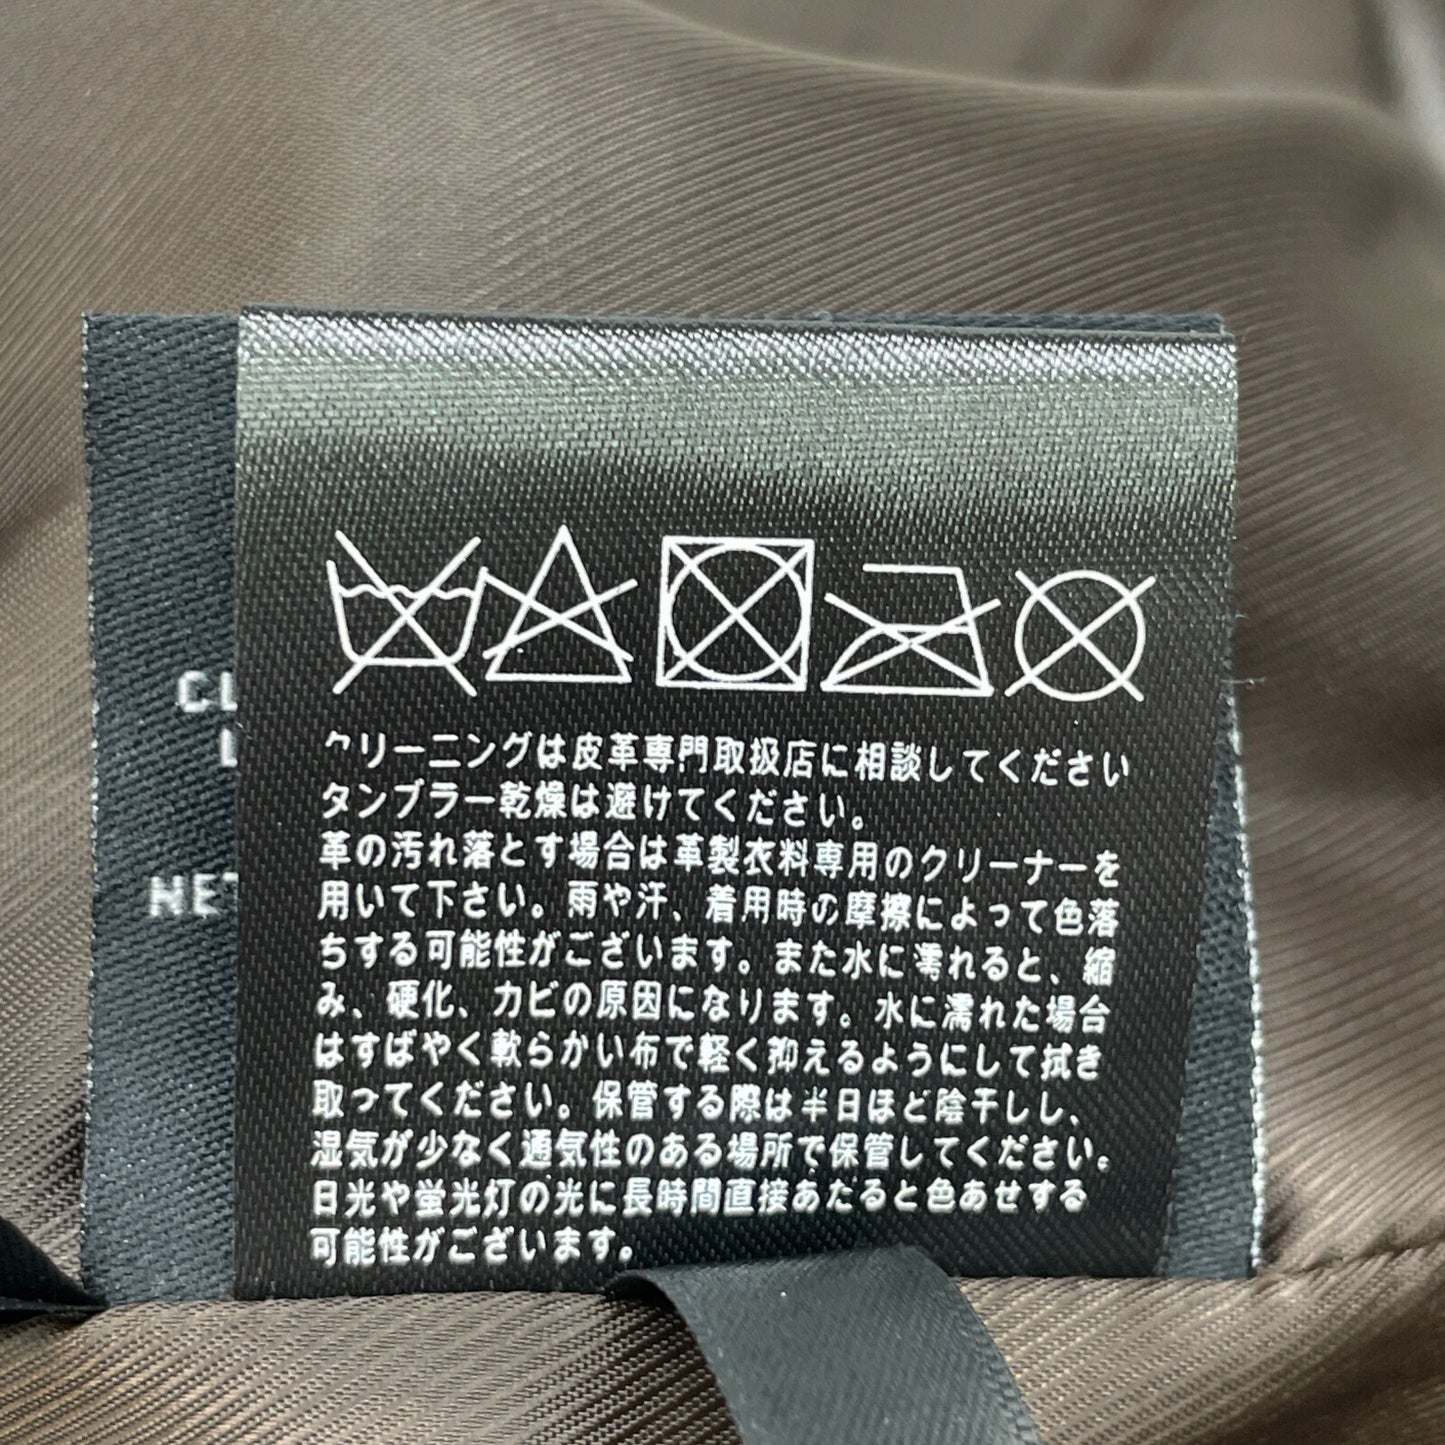 CL
L
NET
クリーニングは皮革専門取扱店に相談してください
タンブラー乾燥は避けてください。
革の汚れ落とす場合は革製衣料専用のクリーナーを
用いて下さい。雨や汗、着用時の摩擦によって色落
ちする可能性がございます。また水に濡れると、縮
み、硬化、カビの原因になります。水に濡れた場合
はすばやく軟らかい布で軽く抑えるようにして拭き
取ってください。保管する際は半日ほど陰干しし、
湿気が少なく通気性のある場所で保管してください。
日光や蛍光灯の光に長時間直接あたると色あせする
可能性がございます。